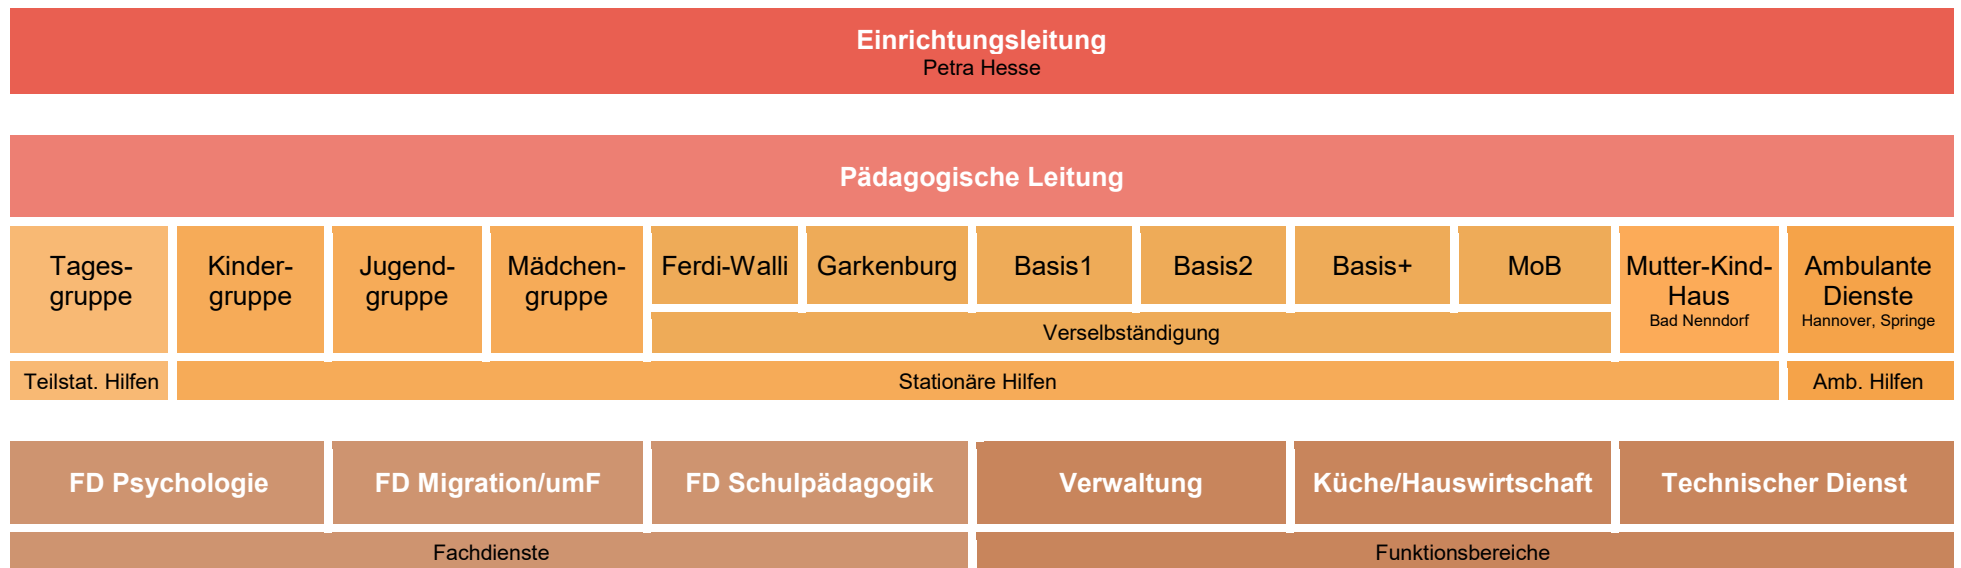 Einrichtungsleitung
Petra Hesse
Pädagogische Leitung
Tages-
gruppe
Kinder-
gruppe
Jugend-
gruppe
Mädchen-
gruppe
Ferdi-Walli
Garkenburg
Basis1
Basis2
Basis+
MoB
Verselbständigung
Mutter-Kind-
Haus
Bad Nenndorf
Ambulante
Dienste
Hannover, Springe
Teilstat. Hilfen
Stationäre Hilfen
Amb. Hilfen
FD Psychologie
FD Migration/umF
FD Schulpädagogik
Verwaltung
Küche/Hauswirtschaft
Technischer Dienst
Fachdienste
Funktionsbereiche